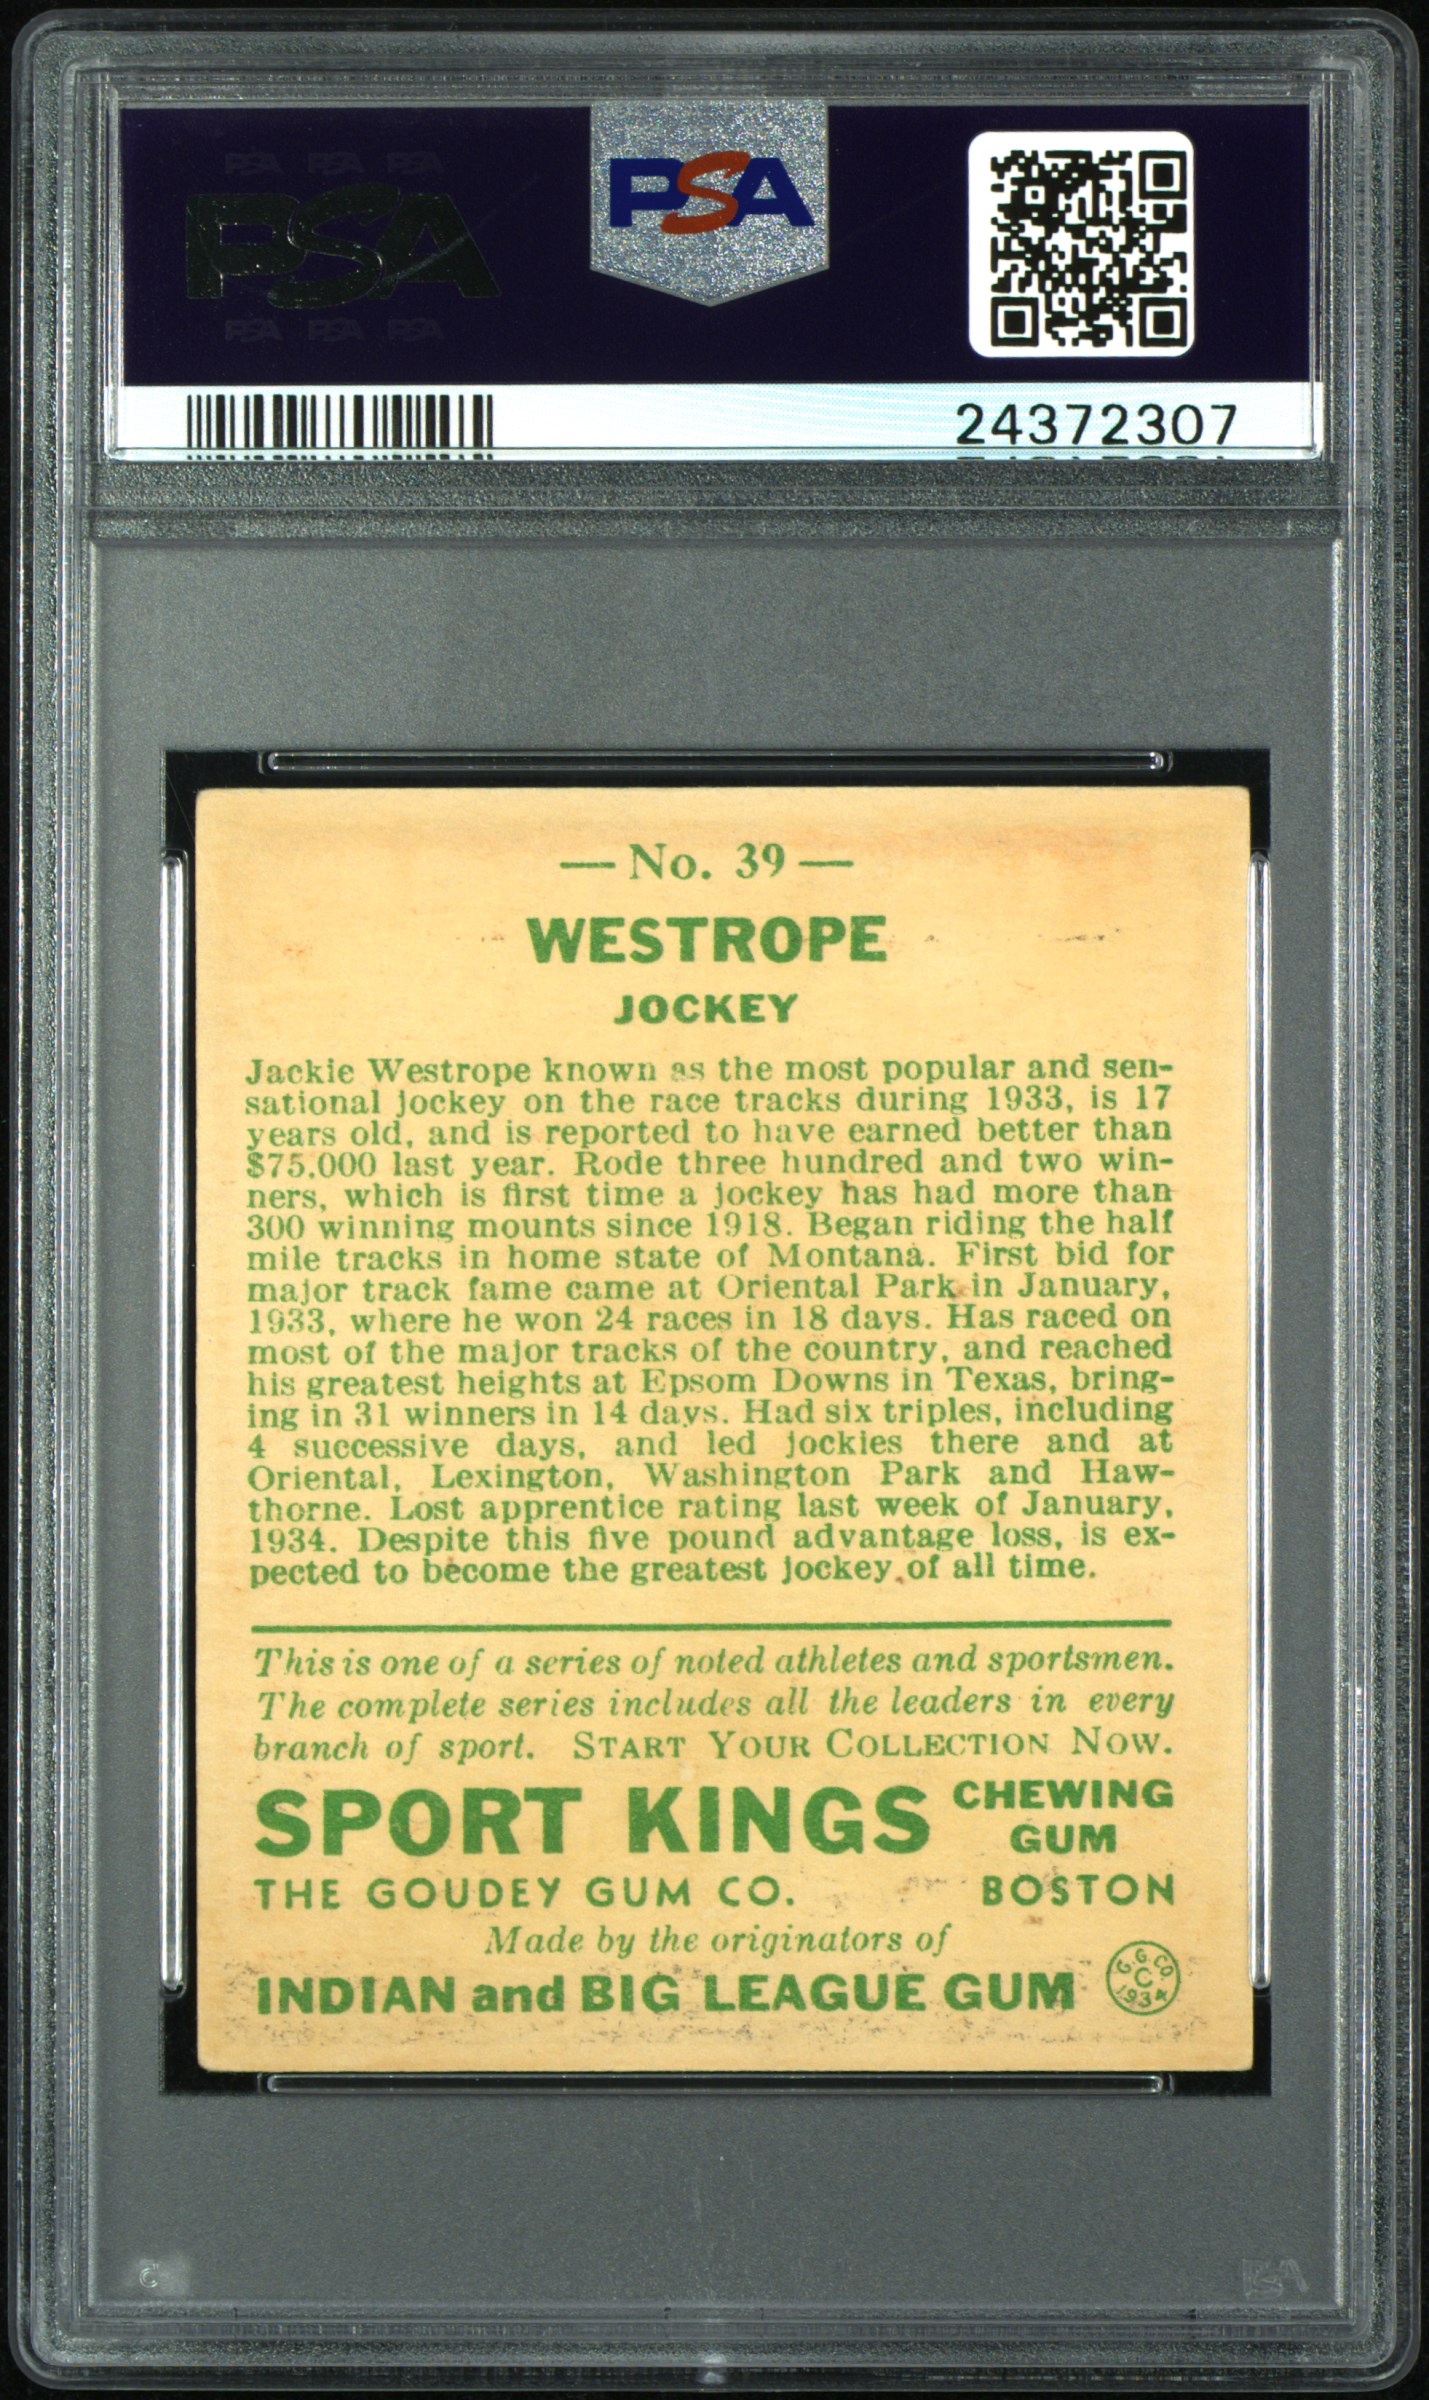 PSA PSA PSA
PSA
PSA PSA PSA
PSA
24372307
— No. 39 —
WESTROPE
JOCKEY
Jackie Westrope known as the most popular and sen-
sational jockey on the race tracks during 1933, is 17
years old, and is reported to have earned better than
$75,000 last year. Rode three hundred and two win-
ners, which is first time a jockey has had more than
300 winning mounts since 1918. Began riding the half
mile tracks in home state of Montana. First bid for
major track fame came at Oriental Park in January,
1933, where he won 24 races in 18 days. Has raced on
most of the major tracks of the country, and reached
his greatest heights at Epsom Downs in Texas, bring-
ing in 31 winners in 14 days. Had six triples, including
4 successive days, and led jockies there and at
Oriental, Lexington, Washington Park and Haw-
thorne. Lost apprentice rating last week of January,
1934. Despite this five pound advantage loss, is ex-
pected to become the greatest jockey of all time.
This is one of a series of noted athletes and sportsmen.
The complete series includes all the leaders in every
branch of sport. START YOUR COLLECTION NOW.
SPORT KINGS CHEWING GUM
THE GOUDEY GUM CO. BOSTON
Made by the originators of
INDIAN and BIG LEAGUE GUM
G. G. CO.
C
1934
C
PSA